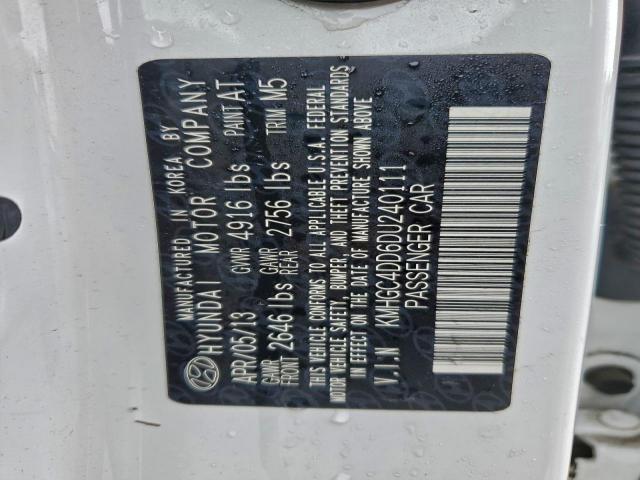 MANUFACTURED IN KOREA BY
HYUNDAI MOTOR COMPANY
APR/05/13 GVWR 4916 lbs PAINT AT
GAWR FRONT 2646 lbs GAWR REAR 2756 lbs TRIM M5
THIS VEHICLE CONFORMS TO ALL APPLICABLE U.S.A. FEDERAL
MOTOR VEHICLE SAFETY, BUMPER, AND THEFT PREVENTION STANDARDS
IN EFFECT ON THE DATE OF MANUFACTURE SHOWN ABOVE
V.I.N KMHGC4DD6DU240111
PASSENGER CAR